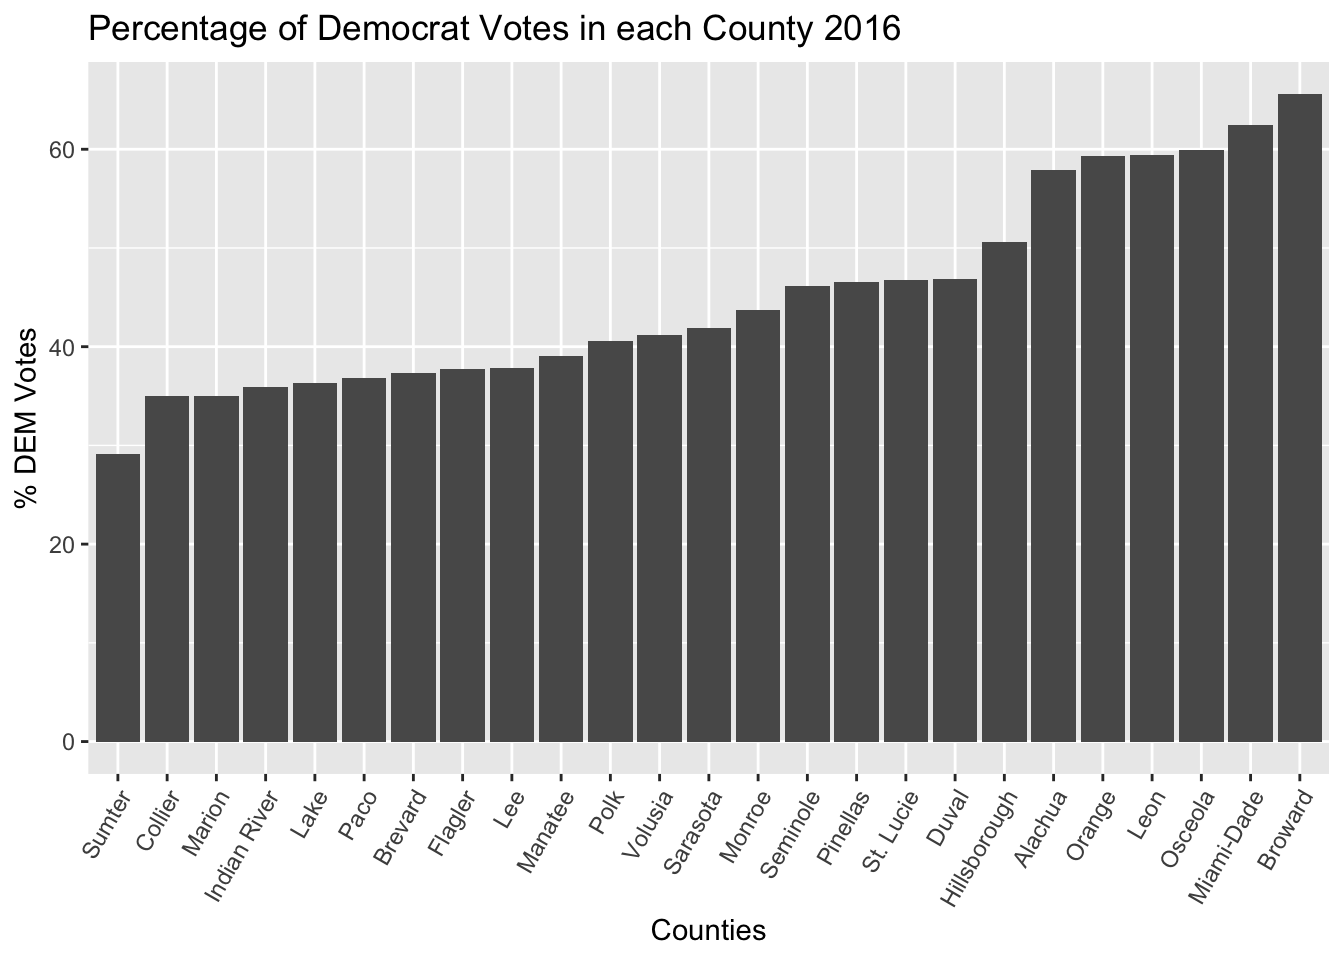 Percentage of Democrat Votes in each County 2016
% DEM Votes
60
40
20
0
Sumter
Collier
Marion
Indian River
Lake
Paco
Brevard
Flagler
Lee
Manatee
Polk
Volusia
Sarasota
Monroe
Seminole
Pinellas
St. Lucie
Duval
Hillsborough
Alachua
Orange
Leon
Osceola
Miami-Dade
Broward
Counties